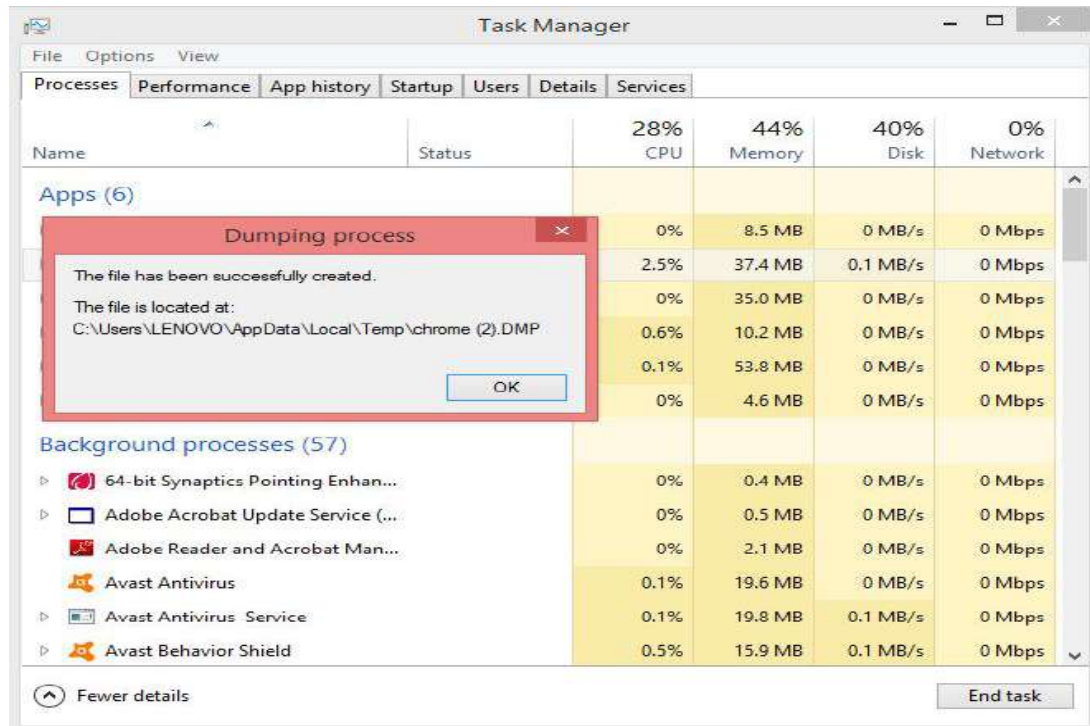 Task Manager
File Options View
Processes Performance App history Startup Users Details Services
28% 44% 40% 0%
Name Status CPU Memory Disk Network
Apps (6)
Dumping process
0% 8.5 MB 0 MB/s 0 Mbps
The file has been successfully created.
2.5% 37.4 MB 0.1 MB/s 0 Mbps
The file is located at:
0% 35.0 MB 0 MB/s 0 Mbps
C:\Users\LENOVO\AppData\Local\Temp\chrome (2).DMP
0.6% 10.2 MB 0 MB/s 0 Mbps
0.1% 53.8 MB 0 MB/s 0 Mbps
OK
0% 4.6 MB 0 MB/s 0 Mbps
Background processes (57)
64-bit Synaptics Pointing Enhan... 0% 0.4 MB 0 MB/s 0 Mbps
Adobe Acrobat Update Service (... 0% 0.5 MB 0 MB/s 0 Mbps
Adobe Reader and Acrobat Man... 0% 2.1 MB 0 MB/s 0 Mbps
Avast Antivirus 0.1% 19.6 MB 0 MB/s 0 Mbps
Avast Antivirus Service 0.1% 19.8 MB 0.1 MB/s 0 Mbps
Avast Behavior Shield 0.5% 15.9 MB 0.1 MB/s 0 Mbps
Fewer details End task